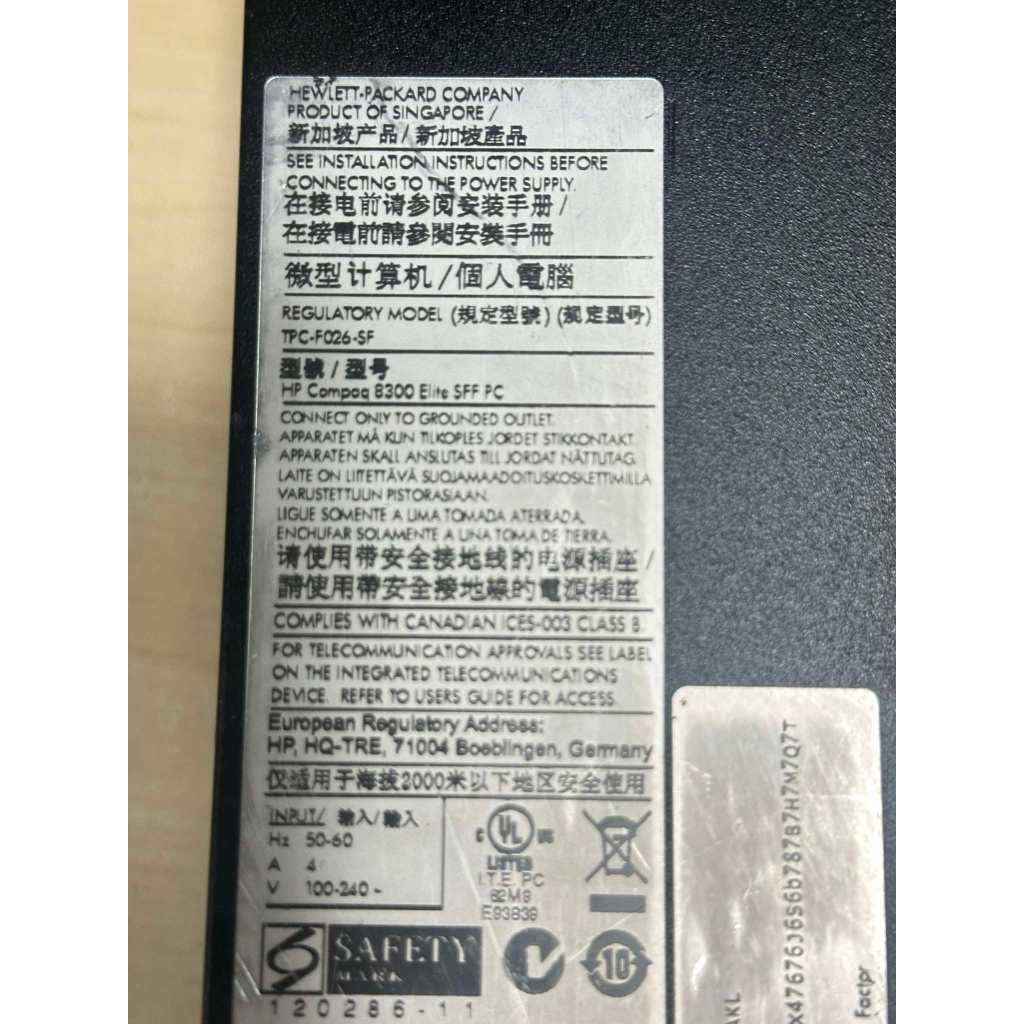 HEWLETT-PACKARD COMPANY
PRODUCT OF SINGAPORE /
新加坡产品/新加坡產品
SEE INSTALLATION INSTRUCTIONS BEFORE
CONNECTING TO THE POWER SUPPLY.
在接电前请参阅安装手册/
在接電前請參閱安裝手冊
微型计算机/個人電腦
REGULATORY MODEL (規定型號) (规定型号)
TPC-F026-SF
型號/型号
HP Compaq 8300 Elite SFF PC
CONNECT ONLY TO GROUNDED OUTLET.
APPARATET MÅ KUN TILKOPLES JORDET STIKKONTAKT.
APPARATEN SKALL ANSLUTAS TILL JORDAT NÄTTUTAG.
LAITE ON LIITETTÄVÄ SUOJAMAADOITUSKOSKETTIMILLA
VARUSTETTUUN PISTORASIAAN.
LIGUE SOMENTE A UMA TOMADA ATERRADA.
ENCHUFAR SOLAMENTE A UNA TOMA DE TIERRA.
请使用带安全接地线的电源插座/
請使用帶安全接地線的電源插座
COMPLIES WITH CANADIAN ICES-003 CLASS B.
FOR TELECOMMUNICATION APPROVALS SEE LABEL
ON THE INTEGRATED TELECOMMUNICATIONS
DEVICE. REFER TO USERS GUIDE FOR ACCESS.
European Regulatory Address:
HP, HQ-TRE, 71004 Boeblingen, Germany
仅适用于海拔2000米以下地区安全使用
INPUT/ 输入/輸入
Hz 50-60
A 4
V 100-240~
c UL us
LISTED
I.T.E. PC
62M9
E93839
SAFETY
MARK
10
120286-11
X47676J6S6b787B7H7M7Q7T
AKL
Factpr